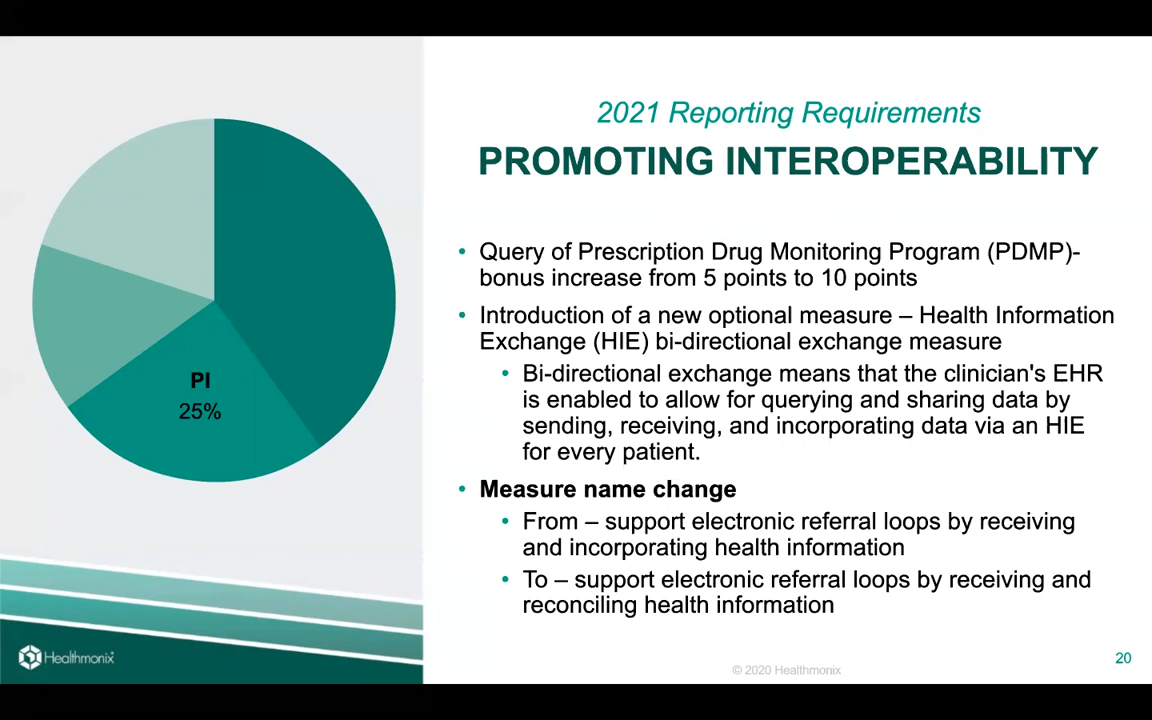 2021 Reporting Requirements
PROMOTING INTEROPERABILITY
PI
25%
• Query of Prescription Drug Monitoring Program (PDMP)-
bonus increase from 5 points to 10 points
• Introduction of a new optional measure – Health Information
Exchange (HIE) bi-directional exchange measure
• Bi-directional exchange means that the clinician's EHR
is enabled to allow for querying and sharing data by
sending, receiving, and incorporating data via an HIE
for every patient.
• Measure name change
• From – support electronic referral loops by receiving
and incorporating health information
• To – support electronic referral loops by receiving and
reconciling health information
Healthmonix
© 2020 Healthmonix
20